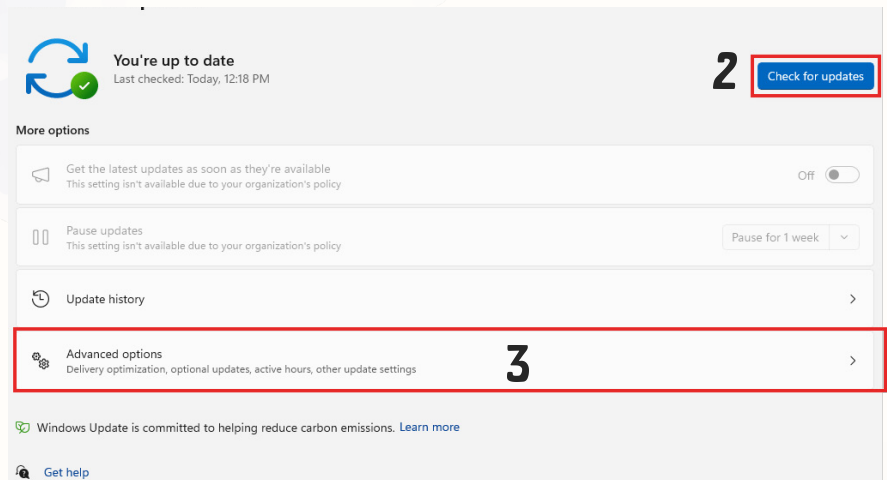 You're up to date
Last checked: Today, 12:18 PM
2
Check for updates
More options
Get the latest updates as soon as they're available
This setting isn't available due to your organization's policy
Off
Pause updates
This setting isn't available due to your organization's policy
Pause for 1 week
Update history
Advanced options
Delivery optimization, optional updates, active hours, other update settings
3
Windows Update is committed to helping reduce carbon emissions. Learn more
Get help